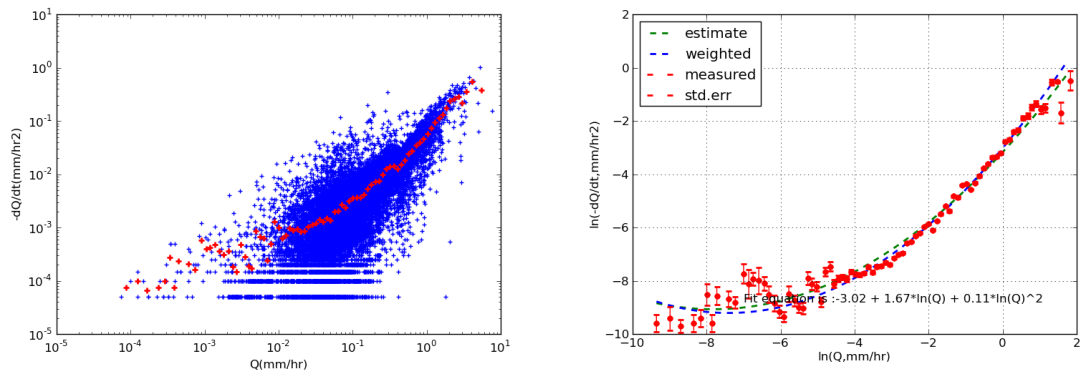 10^1
10^0
10^-1
10^-2
10^-3
10^-4
10^-5
-dQ/dt(mm/hr2)
10^-5 10^-4 10^-3 10^-2 10^-1 10^0 10^1
Q(mm/hr)
2
0
−2
−4
−6
−8
−10
ln(-dQ/dt,mm/hr2)
estimate
weighted
measured
std.err
Fit equation is :-3.02 + 1.67*ln(Q) + 0.11*ln(Q)^2
−10 −8 −6 −4 −2 0 2
ln(Q,mm/hr)